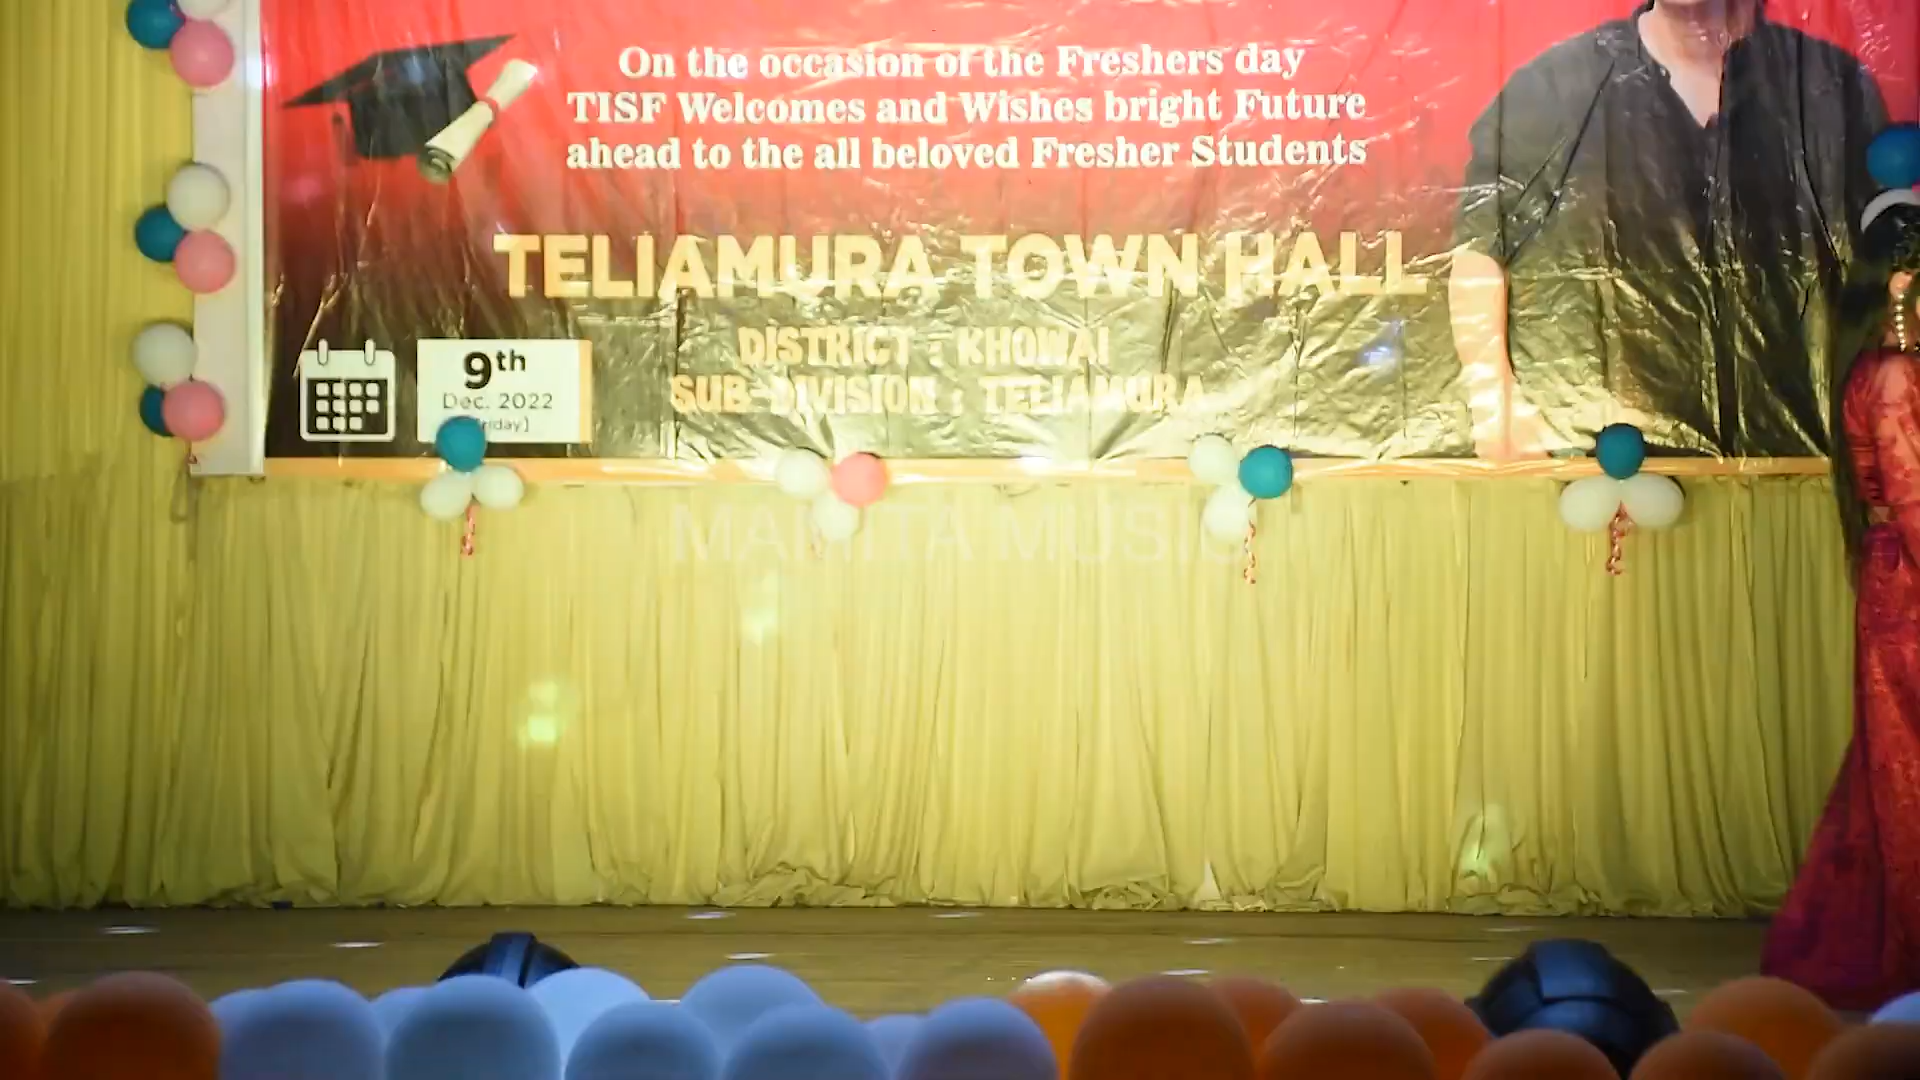 On the occasion of the Freshers day
TISF Welcomes and Wishes bright Future
ahead to the all beloved Fresher Students
TELIAMURA TOWN HALL
DISTRICT : KHOWAI
SUB-DIVISION : TELIAMURA
9th
Dec. 2022
MUSIC